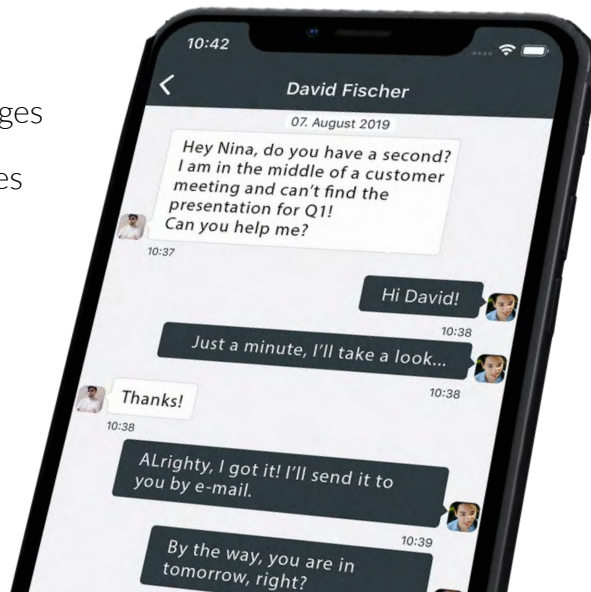 ges
es
10:42
David Fischer
07. August 2019
Hey Nina, do you have a second?
I am in the middle of a customer
meeting and can't find the
presentation for Q1!
Can you help me?
10:37
Hi David!
10:38
Just a minute, I'll take a look...
10:38
Thanks!
10:38
ALrighty, I got it! I'll send it to
you by e-mail.
10:39
By the way, you are in
tomorrow, right?